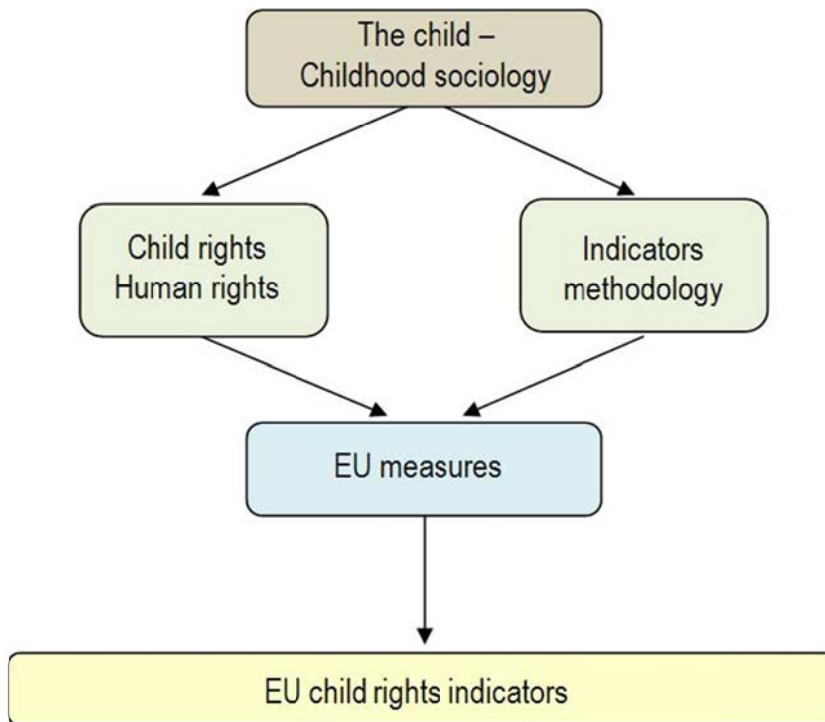 The child –
Childhood sociology
Child rights
Human rights
Indicators
methodology
EU measures
EU child rights indicators